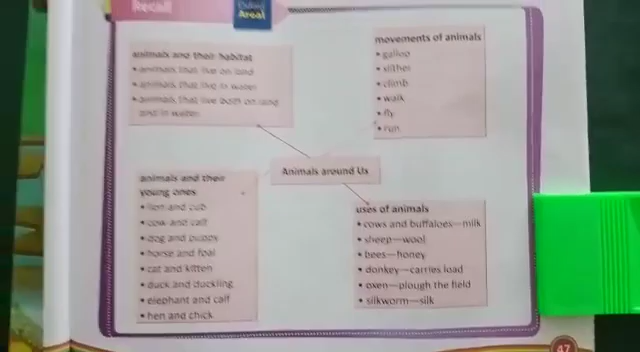 Recall
Oxford
Areal
animals and their habitat
• animals that live on land
• animals that live in water
• animals that live both on land
and in water
movements of animals
• gallop
• slither
• climb
• walk
• fly
• run
Animals around Us
animals and their
young ones
• lion and cub
• cow and calf
• dog and puppy
• horse and foal
• cat and kitten
• duck and duckling
• elephant and calf
• hen and chick
uses of animals
• cows and buffaloes—milk
• sheep—wool
• bees—honey
• donkey—carries load
• oxen—plough the field
• silkworm—silk
47